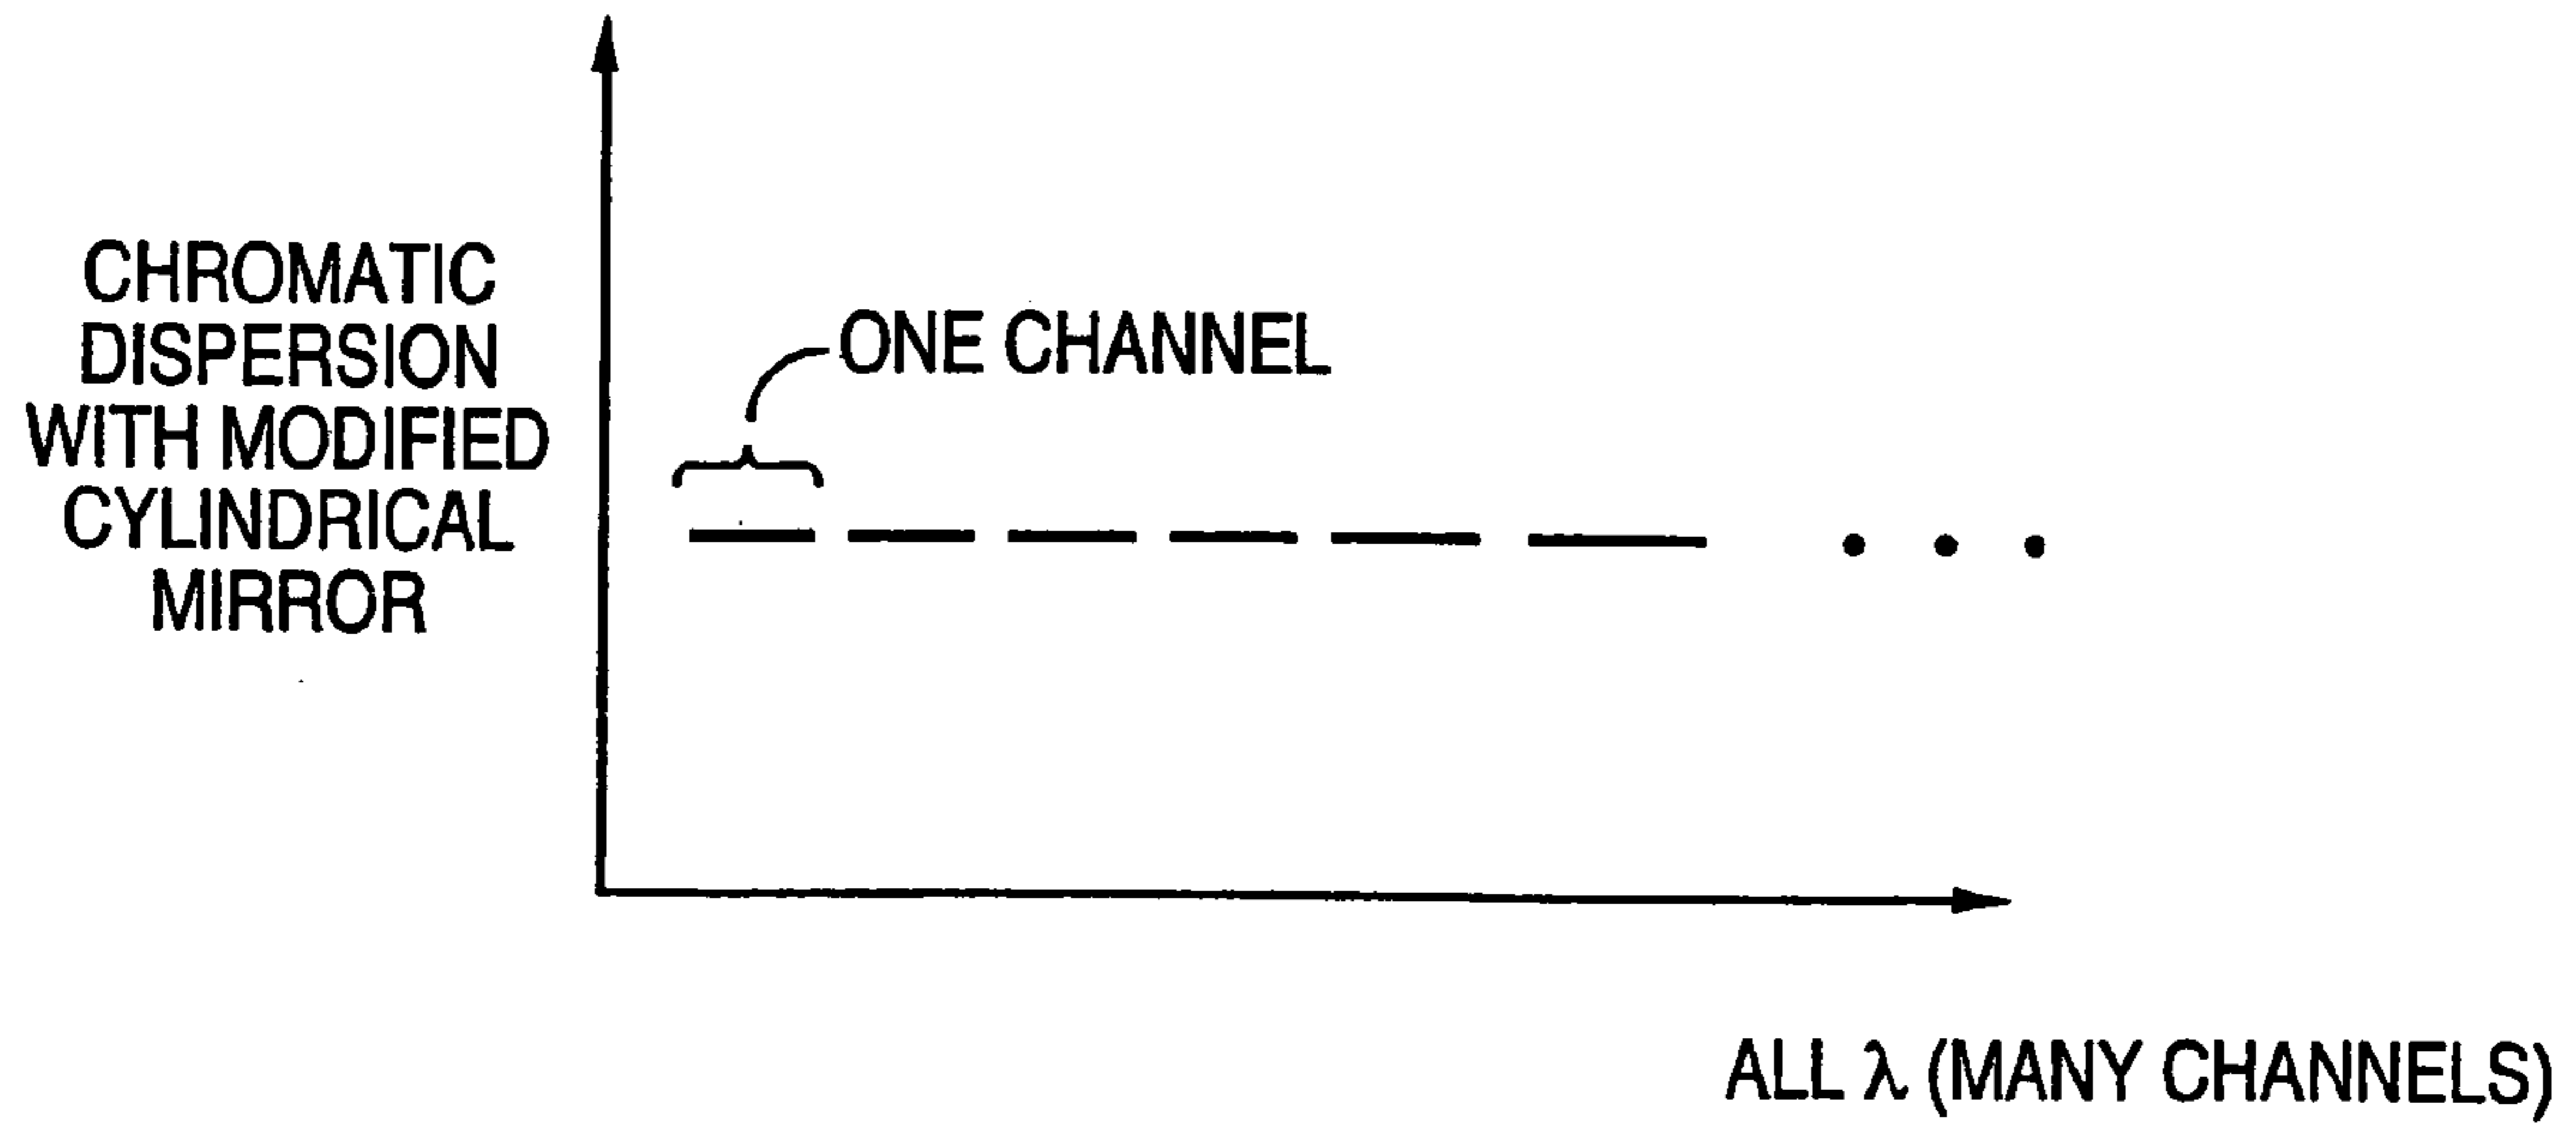 CHROMATIC
DISPERSION
WITH MODIFIED
CYLINDRICAL
MIRROR
ONE CHANNEL
ALL λ (MANY CHANNELS)